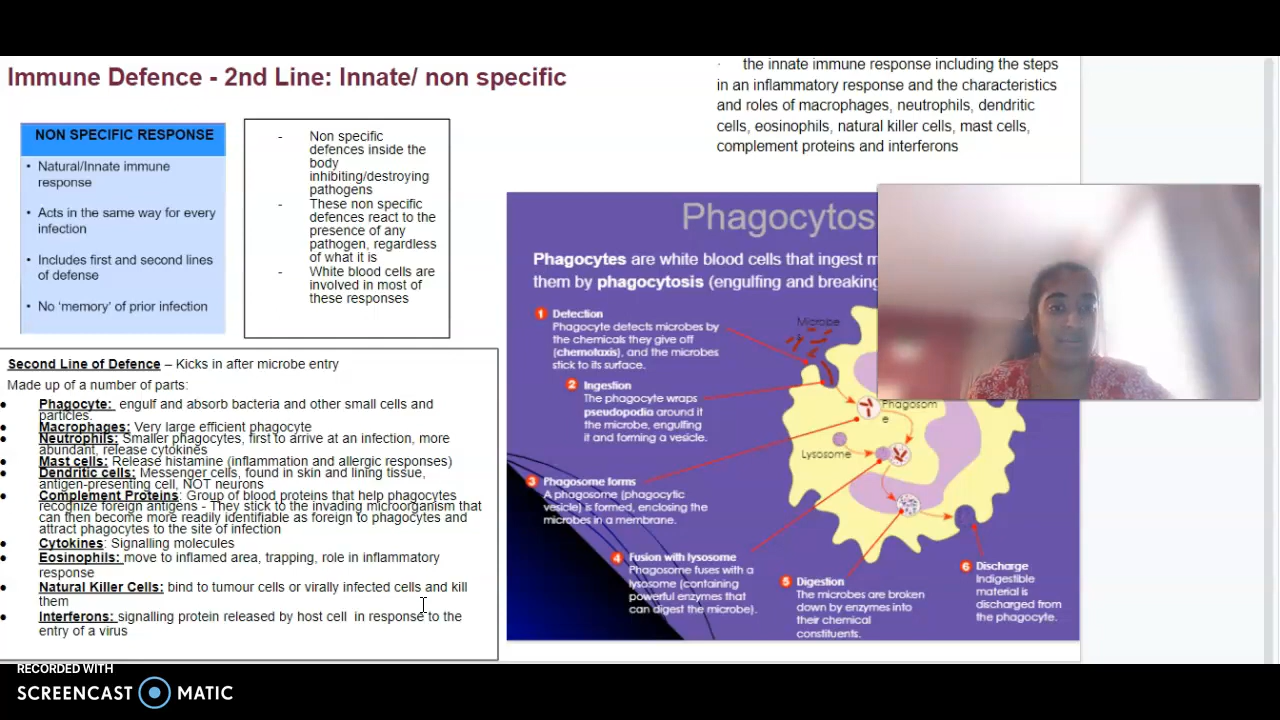 Immune Defence - 2nd Line: Innate/ non specific
· the innate immune response including the steps
in an inflammatory response and the characteristics
and roles of macrophages, neutrophils, dendritic
cells, eosinophils, natural killer cells, mast cells,
complement proteins and interferons
NON SPECIFIC RESPONSE
• Natural/Innate immune
response
• Acts in the same way for every
infection
• Includes first and second lines
of defense
• No ‘memory’ of prior infection
- Non specific
defences inside the
body
inhibiting/destroying
pathogens
- These non specific
defences react to the
presence of any
pathogen, regardless
of what it is
- White blood cells are
involved in most of
these responses
Second Line of Defence – Kicks in after microbe entry
Made up of a number of parts:
● Phagocyte: engulf and absorb bacteria and other small cells and
particles.
● Macrophages: Very large efficient phagocyte
● Neutrophils: Smaller phagocytes, first to arrive at an infection, more
abundant, release cytokines
● Mast cells: Release histamine (inflammation and allergic responses)
● Dendritic cells: Messenger cells, found in skin and lining tissue,
antigen-presenting cell, NOT neurons
● Complement Proteins: Group of blood proteins that help phagocytes
recognize foreign antigens - They stick to the invading microorganism that
can then become more readily identifiable as foreign to phagocytes and
attract phagocytes to the site of infection
● Cytokines: Signalling molecules
● Eosinophils: move to inflamed area, trapping, role in inflammatory
response
● Natural Killer Cells: bind to tumour cells or virally infected cells and kill
them
● Interferons: signalling protein released by host cell in response to the
entry of a virus
Phagocytos
Phagocytes are white blood cells that ingest m
them by phagocytosis (engulfing and breaking
1 Detection
Phagocyte detects microbes by
the chemicals they give off
(chemotaxis), and the microbes
stick to its surface.
2 Ingestion
The phagocyte wraps
pseudopodia around it
the microbe, engulfing
it and forming a vesicle.
3 Phagosome forms
A phagosome (phagocytic
vesicle) is formed, enclosing the
microbes in a membrane.
4 Fusion with lysosome
Phagosome fuses with a
lysosome (containing
powerful enzymes that
can digest the microbe).
5 Digestion
The microbes are broken
down by enzymes into
their chemical
constituents.
6 Discharge
Indigestible
material is
discharged from
the phagocyte.
Microbe
Phagosom
e
Lysosome
RECORDED WITH
SCREENCAST MATIC